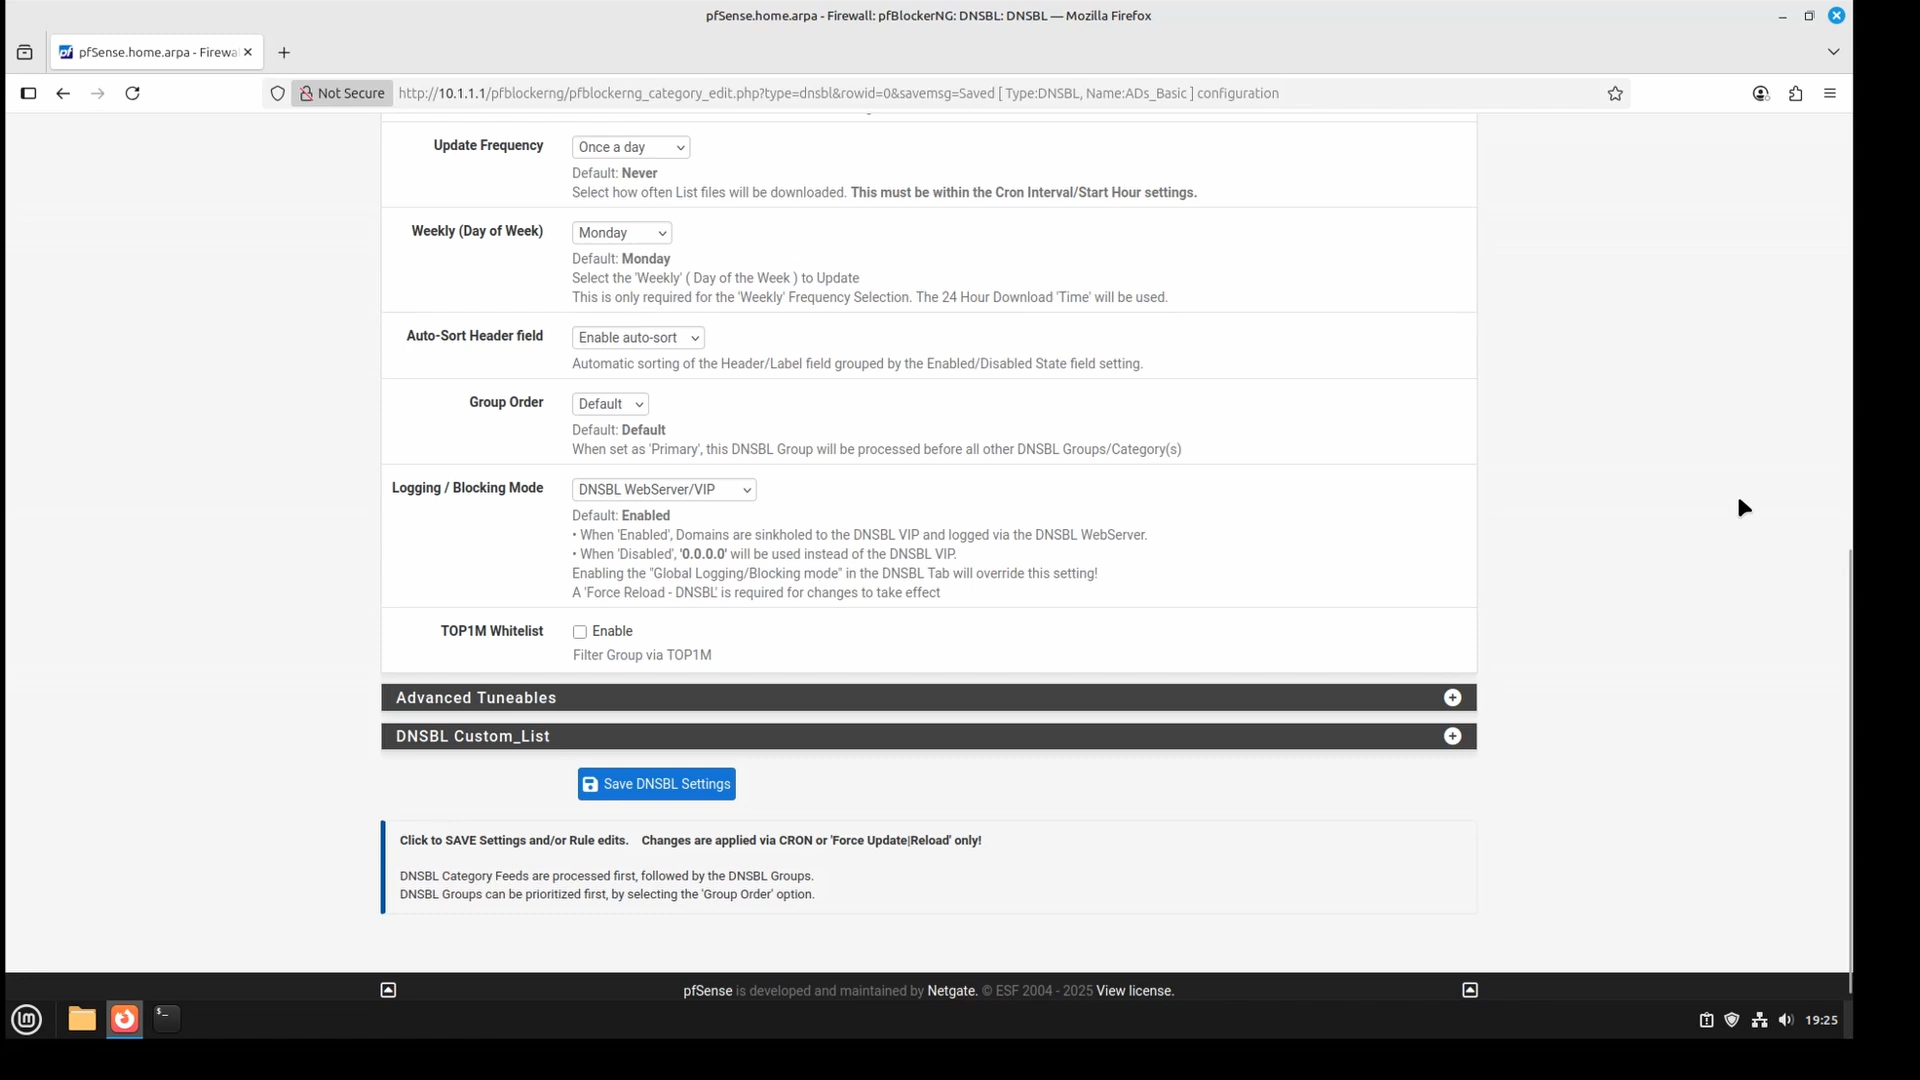 pfSense.home.arpa - Firewall: pfBlockerNG: DNSBL: DNSBL — Mozilla Firefox
pfSense.home.arpa - Firewa
Not Secure
http://10.1.1.1/pfblockerng/pfblockerng_category_edit.php?type=dnsbl&rowid=0&savemsg=Saved [ Type:DNSBL, Name:ADs_Basic ] configuration
Update Frequency
Once a day
Default: Never
Select how often List files will be downloaded. This must be within the Cron Interval/Start Hour settings.
Weekly (Day of Week)
Monday
Default: Monday
Select the 'Weekly' ( Day of the Week ) to Update
This is only required for the 'Weekly' Frequency Selection. The 24 Hour Download 'Time' will be used.
Auto-Sort Header field
Enable auto-sort
Automatic sorting of the Header/Label field grouped by the Enabled/Disabled State field setting.
Group Order
Default
Default: Default
When set as 'Primary', this DNSBL Group will be processed before all other DNSBL Groups/Category(s)
Logging / Blocking Mode
DNSBL WebServer/VIP
Default: Enabled
• When 'Enabled', Domains are sinkholed to the DNSBL VIP and logged via the DNSBL WebServer.
• When 'Disabled', '0.0.0.0' will be used instead of the DNSBL VIP.
Enabling the "Global Logging/Blocking mode" in the DNSBL Tab will override this setting!
A 'Force Reload - DNSBL' is required for changes to take effect
TOP1M Whitelist
Enable
Filter Group via TOP1M
Advanced Tuneables
DNSBL Custom_List
Save DNSBL Settings
Click to SAVE Settings and/or Rule edits. Changes are applied via CRON or 'Force Update|Reload' only!
DNSBL Category Feeds are processed first, followed by the DNSBL Groups.
DNSBL Groups can be prioritized first, by selecting the 'Group Order' option.
pfSense is developed and maintained by Netgate. © ESF 2004 - 2025 View license.
19:25